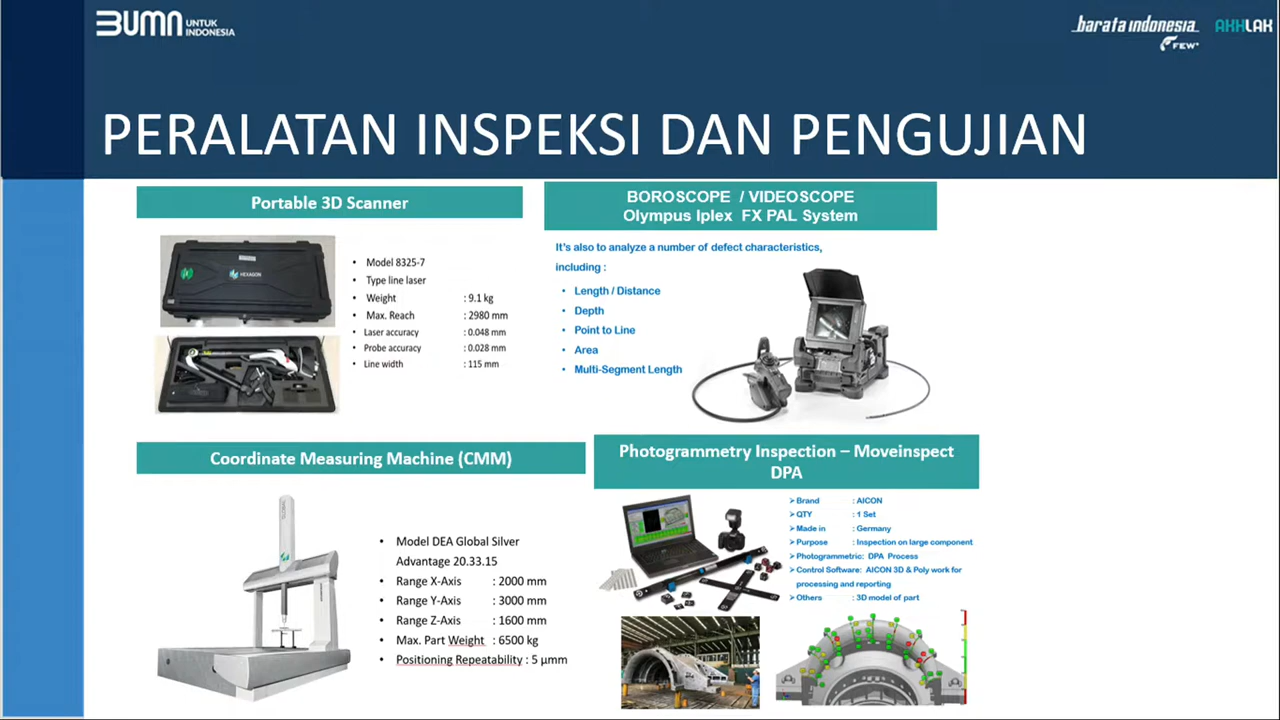 BUMN UNTUK
INDONESIA
barata indonesia
FEW
AKHLAK
PERALATAN INSPEKSI DAN PENGUJIAN
Portable 3D Scanner
HEXAGON
• Model 8325-7
• Type line laser
• Weight : 9.1 kg
• Max. Reach : 2980 mm
• Laser accuracy : 0.048 mm
• Probe accuracy : 0.028 mm
• Line width : 115 mm
BOROSCOPE / VIDEOSCOPE
Olympus Iplex FX PAL System
It's also to analyze a number of defect characteristics,
including :
• Length / Distance
• Depth
• Point to Line
• Area
• Multi-Segment Length
Coordinate Measuring Machine (CMM)
• Model DEA Global Silver
Advantage 20.33.15
• Range X-Axis : 2000 mm
• Range Y-Axis : 3000 mm
• Range Z-Axis : 1600 mm
• Max. Part Weight : 6500 kg
• Positioning Repeatability : 5 µmm
Photogrammetry Inspection – Moveinspect
DPA
➢ Brand : AICON
➢ QTY : 1 Set
➢ Made in : Germany
➢ Purpose : Inspection on large component
➢ Photogrammetric: DPA Process
➢ Control Software: AICON 3D & Poly work for
processing and reporting
➢ Others : 3D model of part